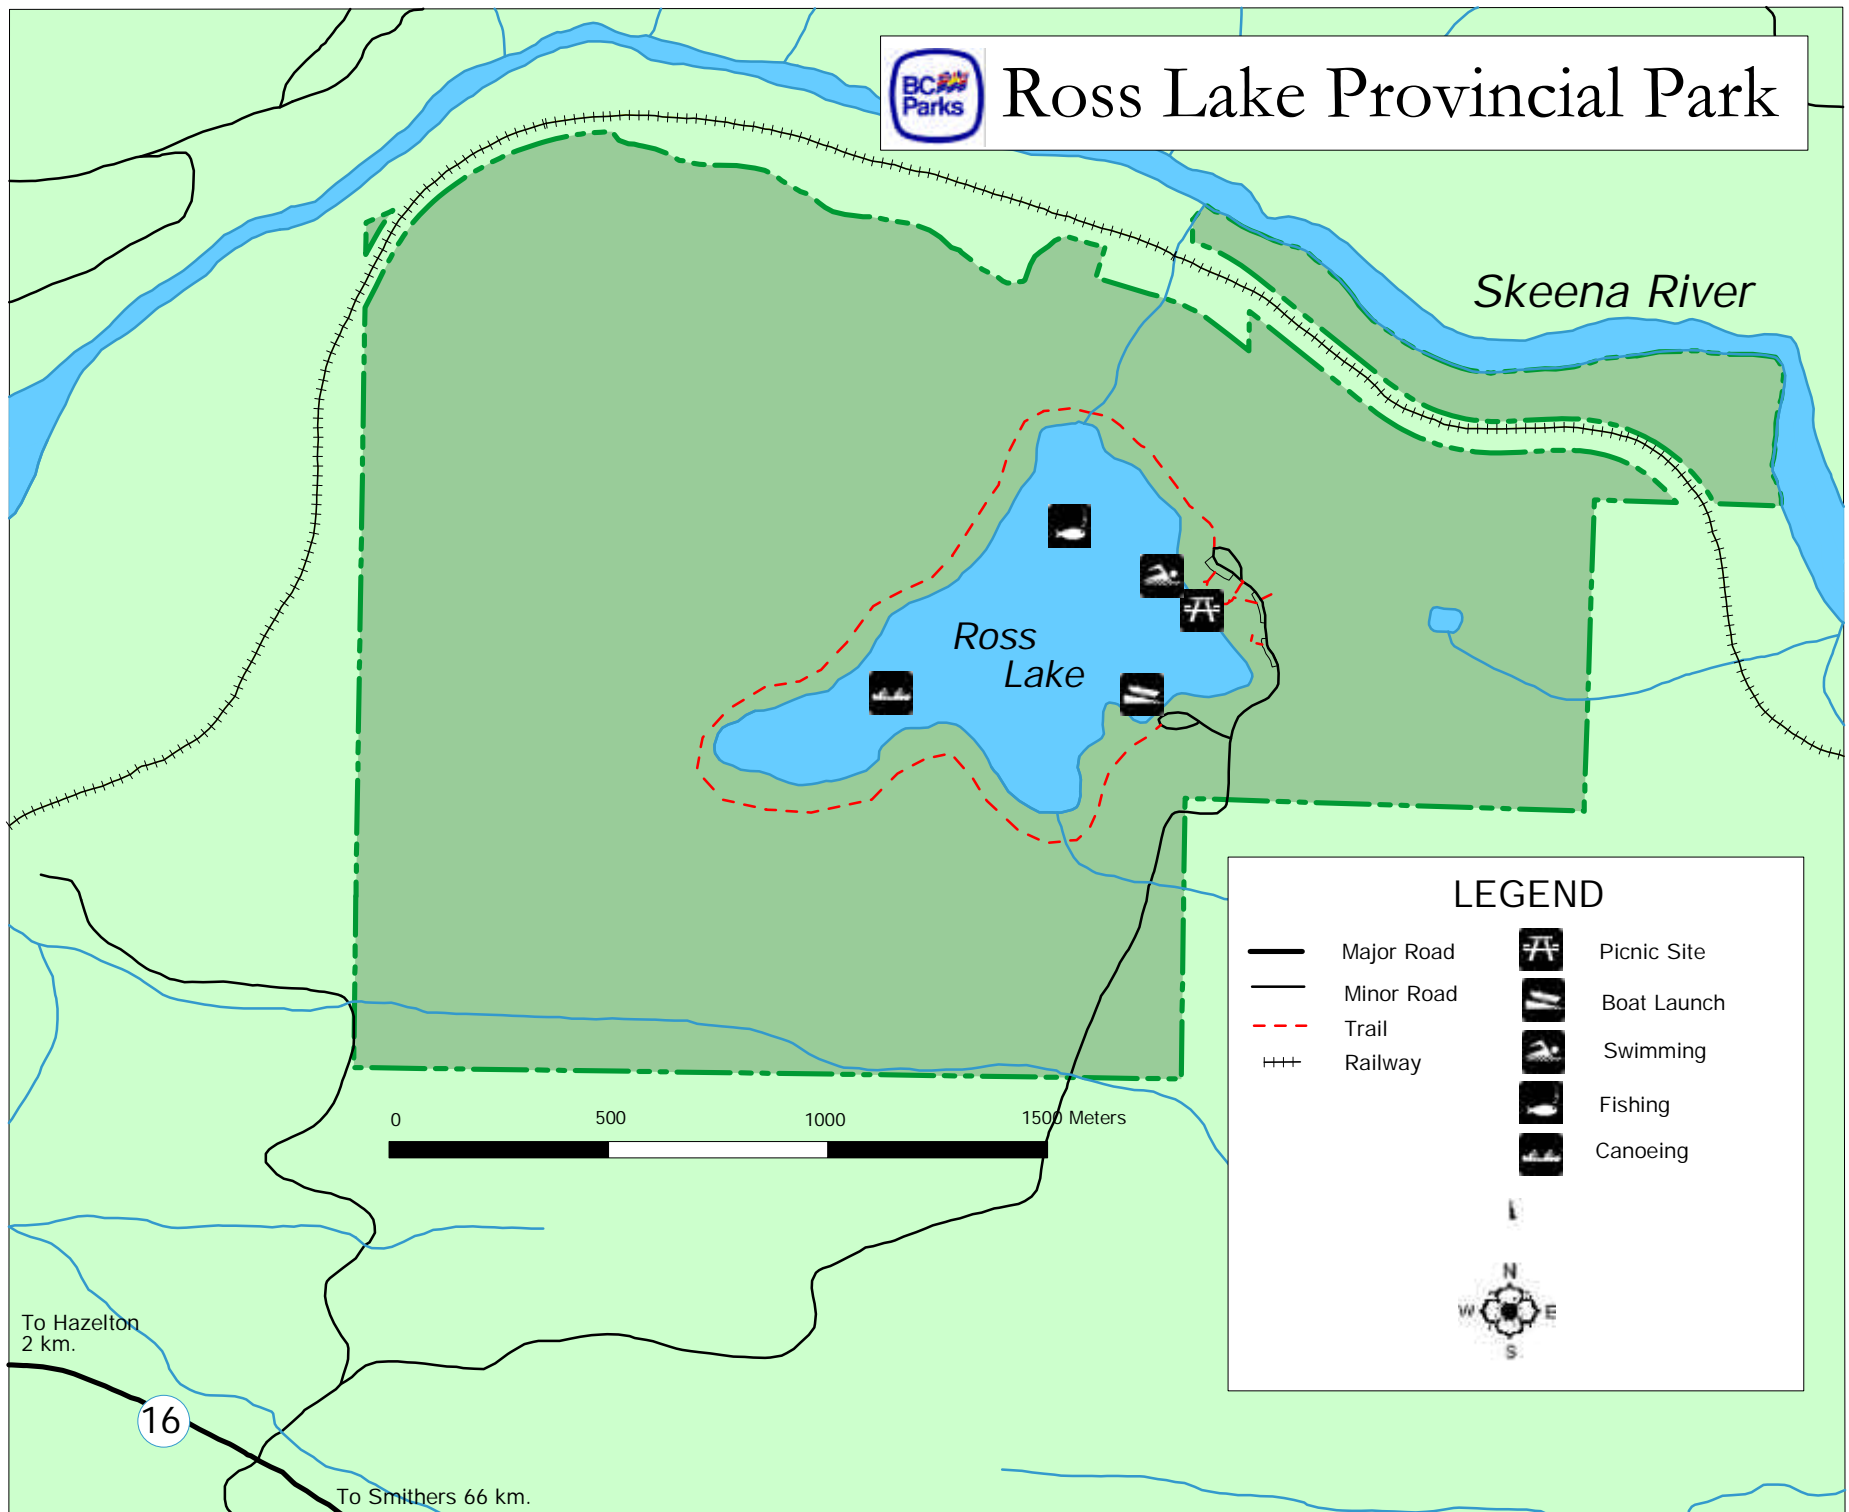 BC
Parks
Ross Lake Provincial Park
Skeena River
Ross
Lake
LEGEND
Major Road
Minor Road
Trail
Railway
Picnic Site
Boat Launch
Swimming
Fishing
Canoeing
N
W E
S
0 500 1000 1500 Meters
To Hazelton
2 km.
16
To Smithers 66 km.